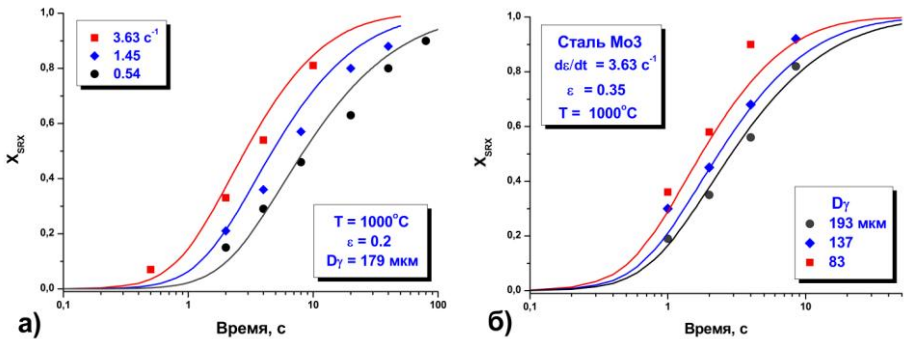 а)
X_SRX
1,0
0,8
0,6
0,4
0,2
0,0
3.63 c⁻¹
1.45
0.54
T = 1000°C
ε = 0.2
Dγ = 179 мкм
0,1
1
10
100
Время, с
б)
X_SRX
1,0
0,8
0,6
0,4
0,2
0,0
Сталь Mo3
dε/dt = 3.63 c⁻¹
ε = 0.35
T = 1000°C
Dγ
193 мкм
137
83
0,1
1
10
Время, с